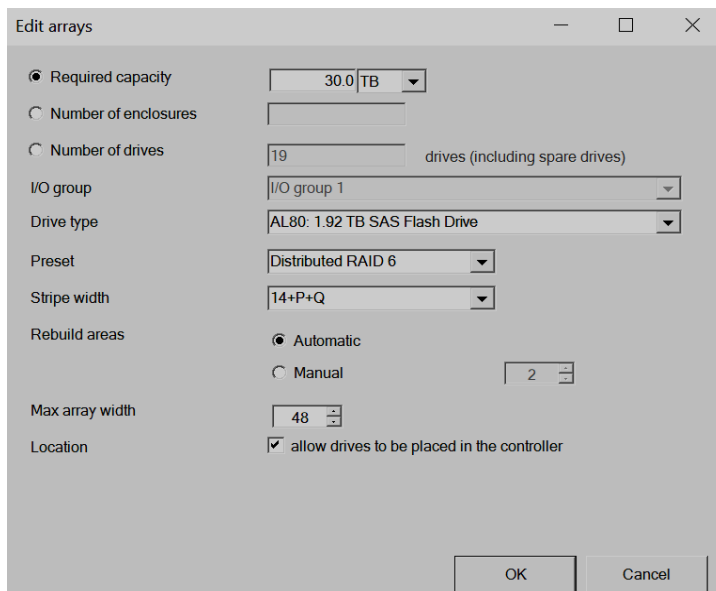 Edit arrays
Required capacity 30.0 TB
Number of enclosures
Number of drives 19 drives (including spare drives)
I/O group I/O group 1
Drive type AL80: 1.92 TB SAS Flash Drive
Preset Distributed RAID 6
Stripe width 14+P+Q
Rebuild areas Automatic
Manual 2
Max array width 48
Location allow drives to be placed in the controller
OK Cancel